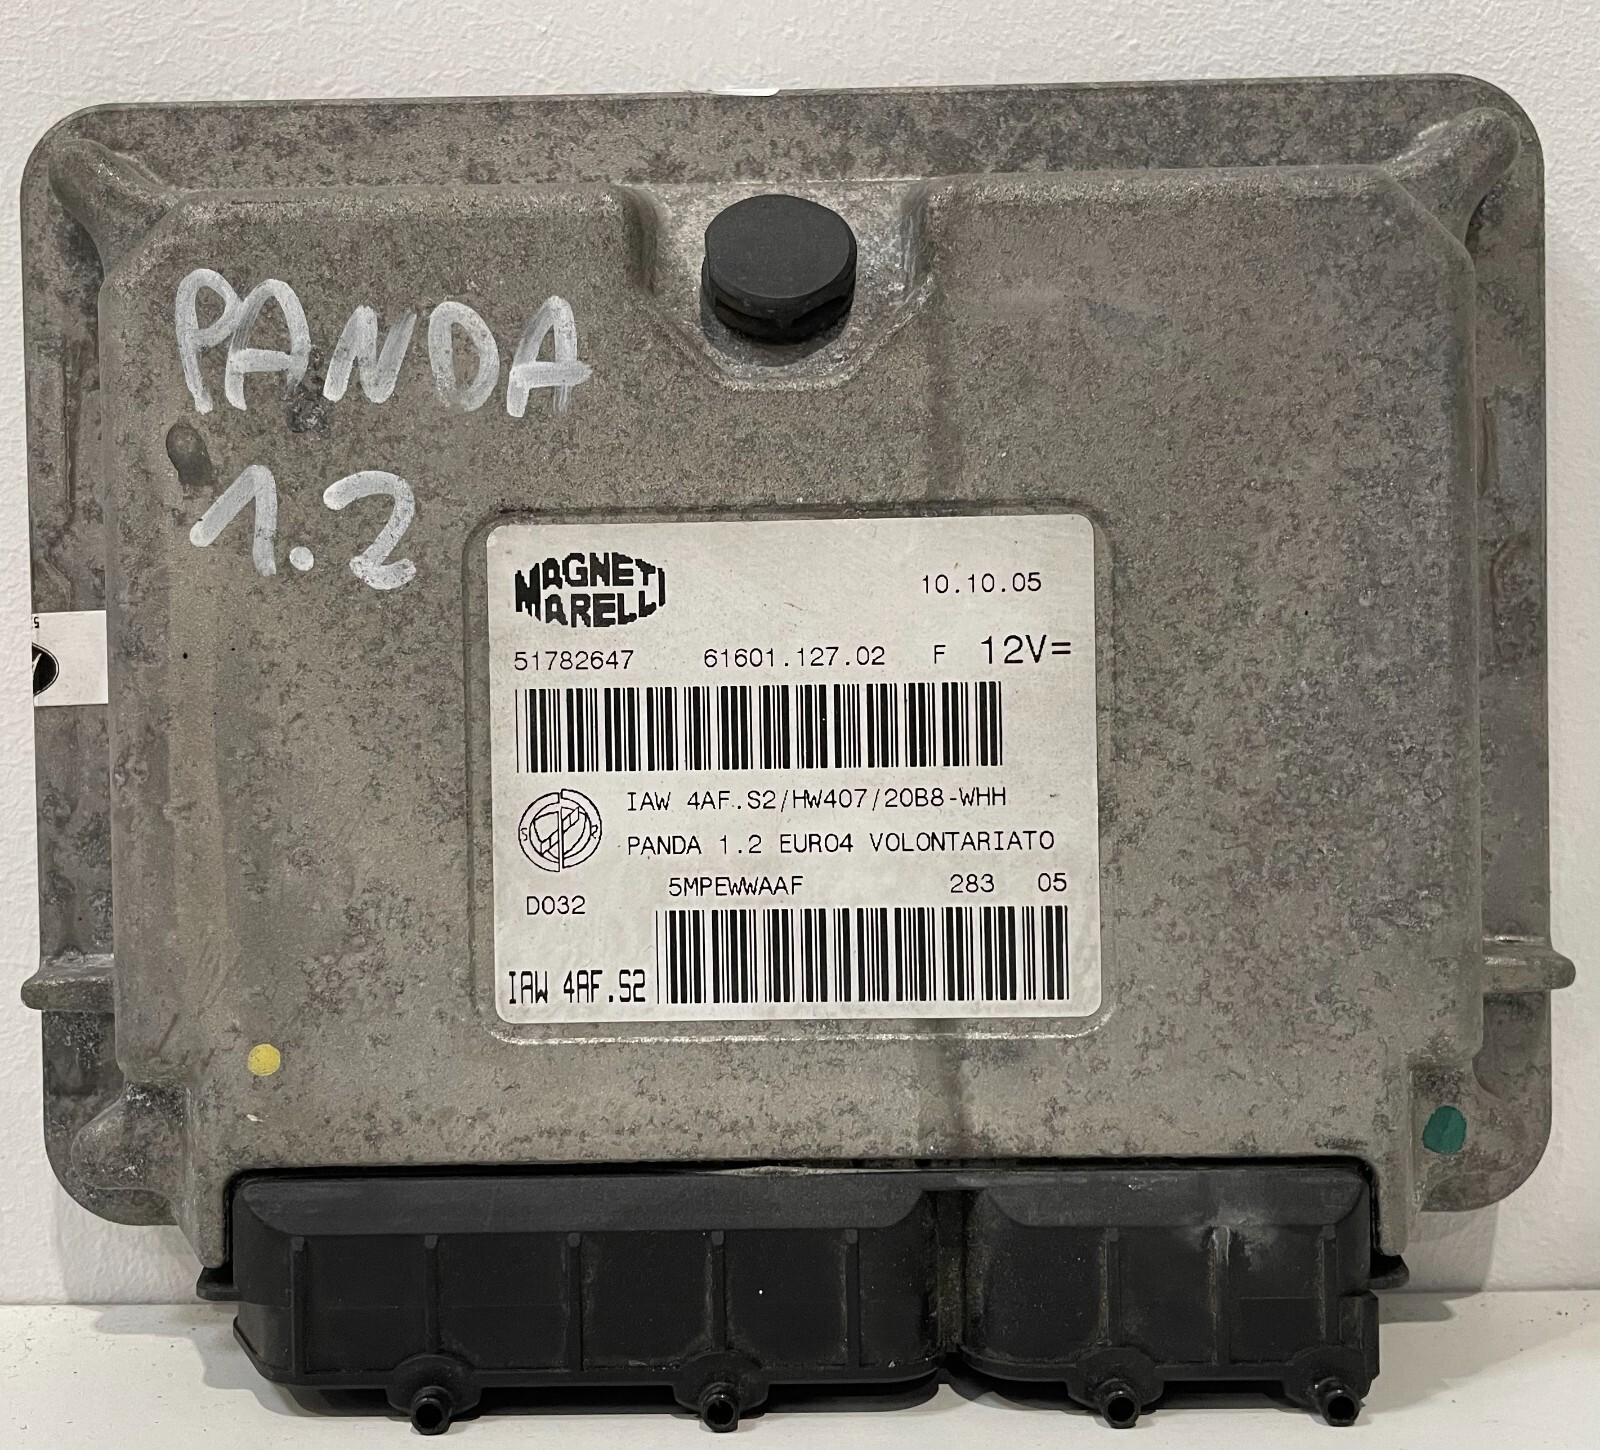 PANDA
1.2
MAGNETI
MARELLI
10.10.05
51782647 61601.127.02 F 12V=
IAW 4AF.S2/HW407/20B8-WHH
PANDA 1.2 EURO4 VOLONTARIATO
5MPEWWAAF 283 05
D032
IAW 4AF.S2